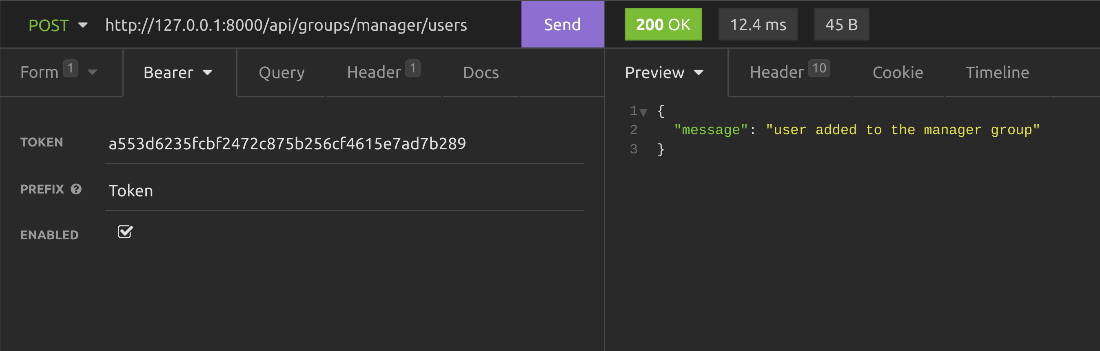 POST http://127.0.0.1:8000/api/groups/manager/users Send 200 OK 12.4 ms 45 B
Form 1 Bearer Query Header 1 Docs Preview Header 10 Cookie Timeline
TOKEN a553d6235fcbf2472c875b256cf4615e7ad7b289
PREFIX ? Token
ENABLED
1 {
2 "message": "user added to the manager group"
3 }